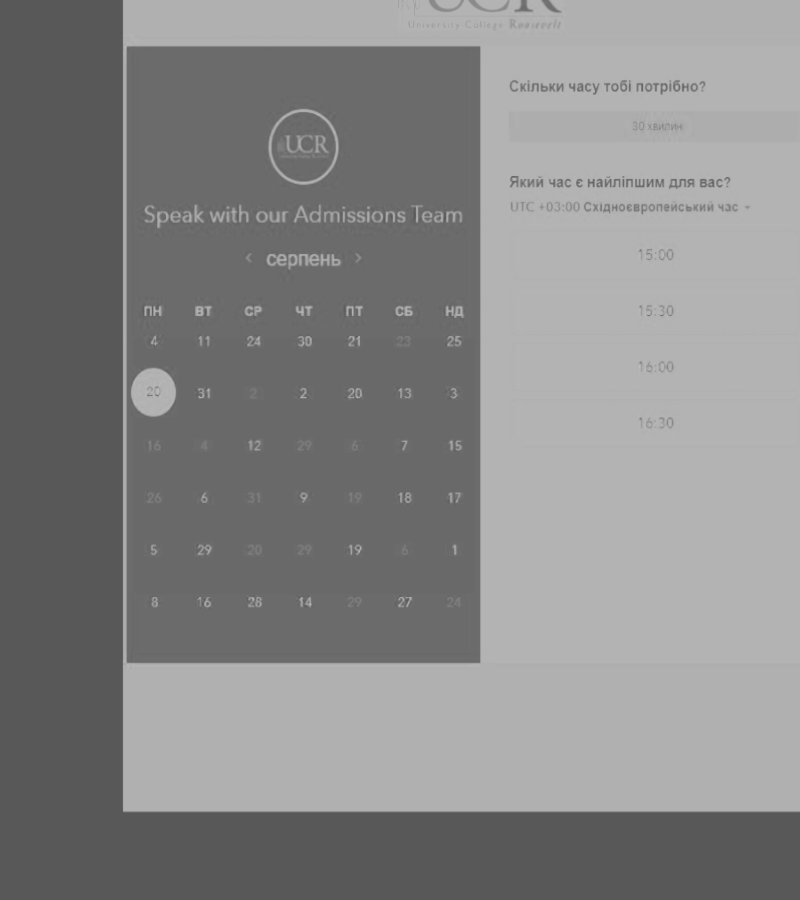 UCR
University College Roosevelt
UCR
Speak with our Admissions Team
< серпень >
ПН ВТ СР ЧТ ПТ СБ НД
4 11 24 30 21 23 25
20 31 2 2 20 13 3
16 4 12 29 6 7 15
26 6 31 9 19 18 17
5 29 20 29 19 6 1
8 16 28 14 29 27 24
Скільки часу тобі потрібно?
30 хвилин
Який час є найліпшим для вас?
UTC +03:00 Східноєвропейський час
15:00
15:30
16:00
16:30